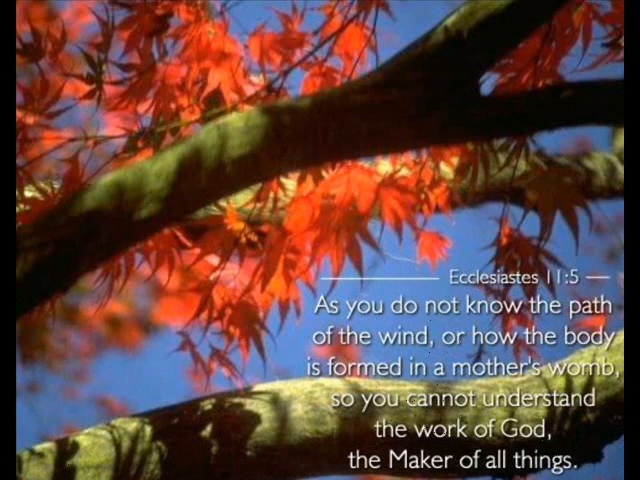 Ecclesiastes 11:5
As you do not know the path
of the wind, or how the body
is formed in a mother's womb,
so you cannot understand
the work of God,
the Maker of all things.